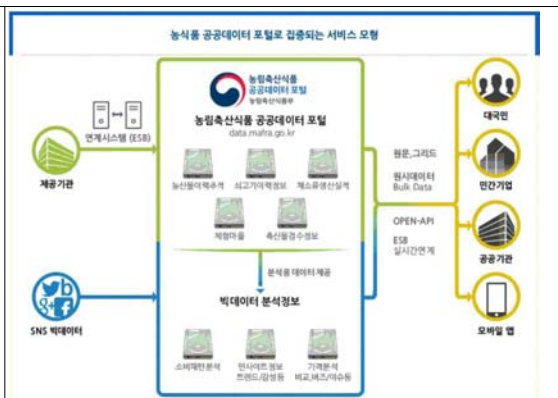 농식품 공공데이터 포털로 집중되는 서비스 모형
농림축산식품
공공데이터 포털
농림축산식품부
농림축산식품 공공데이터 포털
data.mafra.go.kr
연계시스템 (ESB)
제공기관
농산물이력추적
쇠고기이력정보
채소류생산실적
체험마을
축산물검수정보
분석용 데이터 제공
SNS 빅데이터
빅데이터 분석정보
소비패턴분석
인사이트 정보
트렌드/감성등
가격분석
비교,버즈/이슈등
원문,그리드
원시데이터
Bulk Data
OPEN-API
ESB
실시간연계
대국민
민간기업
공공기관
모바일 앱